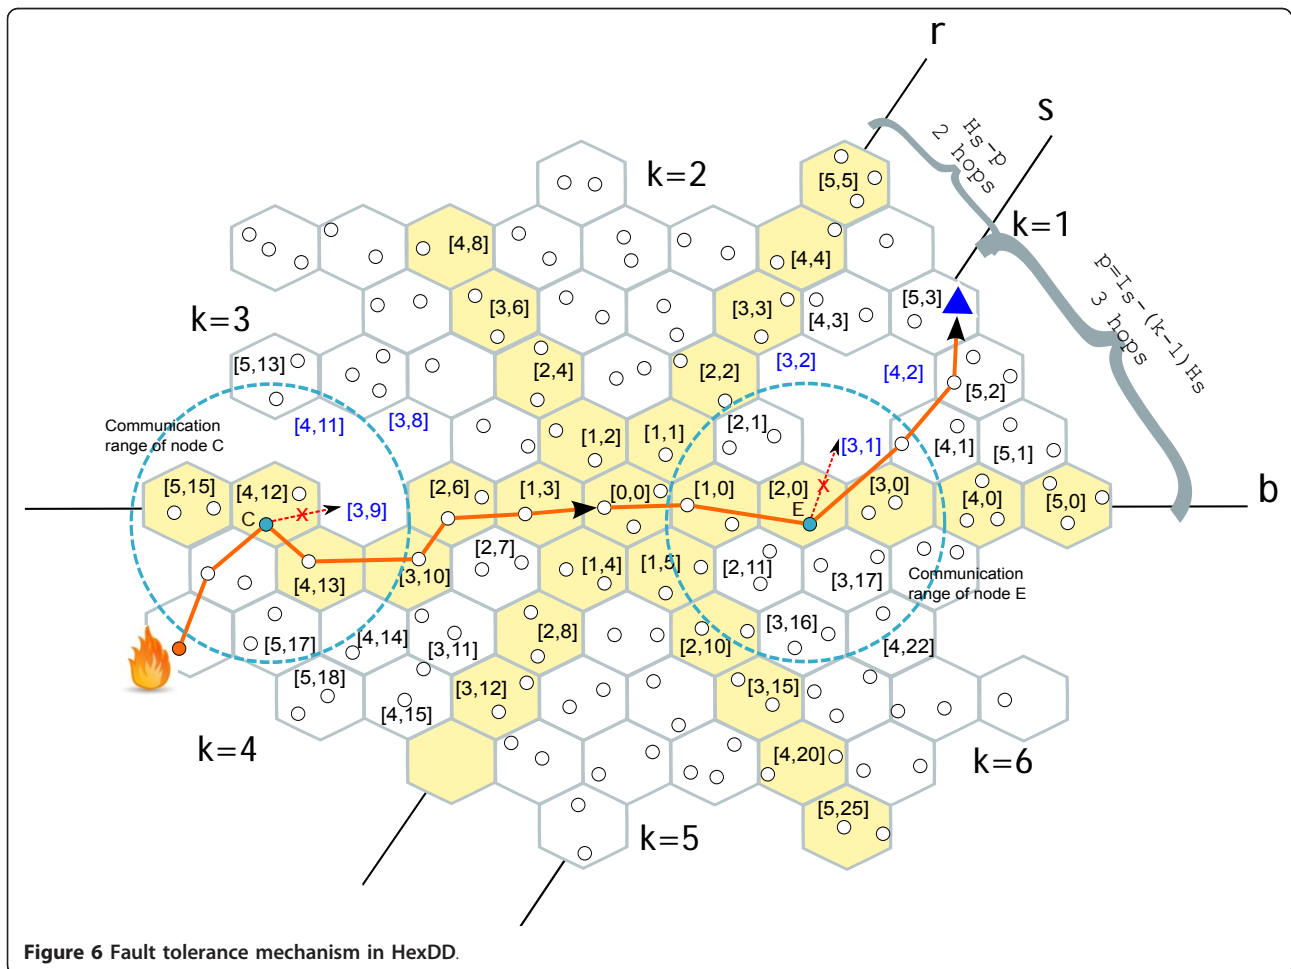 r
s
Hs-p
2 hops
k=2
[5,5]
k=1
[4,8]
[4,4]
p=Is-(k-1)Hs
3 hops
k=3
[3,6]
[3,3]
[4,3]
[5,3]
[5,13]
[2,4]
[2,2]
[3,2]
[4,2]
[5,2]
Communication
range of node C
[4,11]
[3,8]
[1,2]
[1,1]
[2,1]
[3,1]
[4,1]
[5,1]
[5,15]
[4,12]
C
x
[3,9]
[2,6]
[1,3]
[0,0]
[1,0]
[2,0]
E
x
[3,0]
[4,0]
[5,0]
b
[4,13]
[3,10]
[2,7]
[1,4]
[1,5]
[2,11]
[3,17]
Communication
range of node E
[5,17]
[4,14]
[3,11]
[2,8]
[2,10]
[3,16]
[4,22]
[5,18]
[4,15]
[3,12]
[3,15]
k=4
[4,20]
k=6
[5,25]
k=5
Figure 6 Fault tolerance mechanism in HexDD.